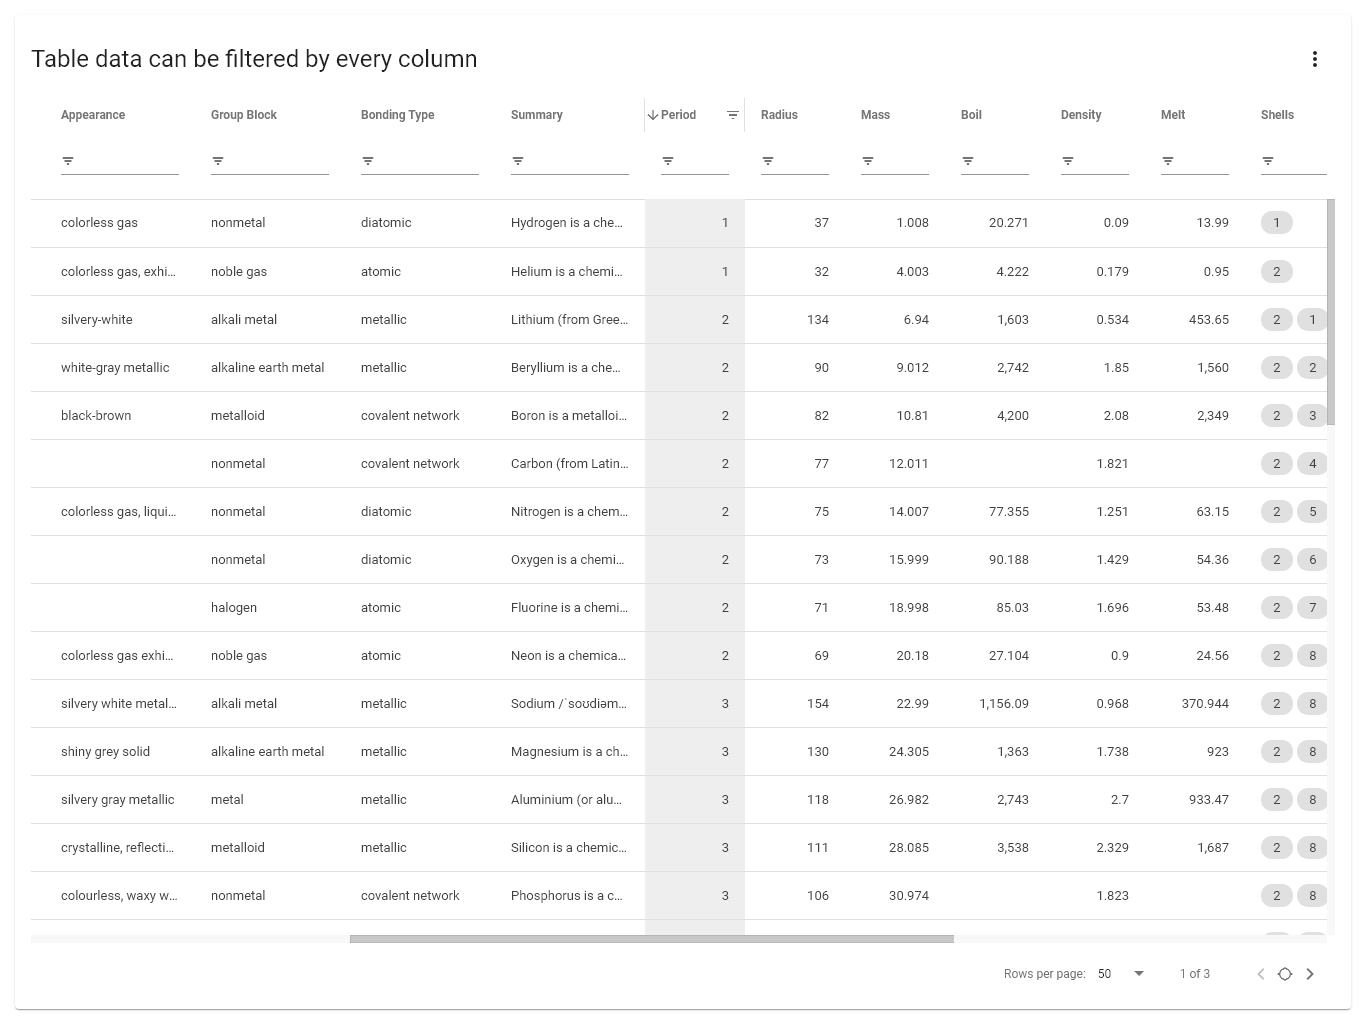 Table data can be filtered by every column
Appearance Group Block Bonding Type Summary Period Radius Mass Boil Density Melt Shells
colorless gas nonmetal diatomic Hydrogen is a che... 1 37 1.008 20.271 0.09 13.99 1
colorless gas, exhi... noble gas atomic Helium is a chemi... 1 32 4.003 4.222 0.179 0.95 2
silvery-white alkali metal metallic Lithium (from Gree... 2 134 6.94 1,603 0.534 453.65 2 1
white-gray metallic alkaline earth metal metallic Beryllium is a che... 2 90 9.012 2,742 1.85 1,560 2 2
black-brown metalloid covalent network Boron is a metalloi... 2 82 10.81 4,200 2.08 2,349 2 3
nonmetal covalent network Carbon (from Latin... 2 77 12.011 1.821 2 4
colorless gas, liqui... nonmetal diatomic Nitrogen is a chem... 2 75 14.007 77.355 1.251 63.15 2 5
nonmetal diatomic Oxygen is a chemi... 2 73 15.999 90.188 1.429 54.36 2 6
halogen atomic Fluorine is a chemi... 2 71 18.998 85.03 1.696 53.48 2 7
colorless gas exhi... noble gas atomic Neon is a chemica... 2 69 20.18 27.104 0.9 24.56 2 8
silvery white metal... alkali metal metallic Sodium /ˈsoʊdiəm... 3 154 22.99 1,156.09 0.968 370.944 2 8
shiny grey solid alkaline earth metal metallic Magnesium is a ch... 3 130 24.305 1,363 1.738 923 2 8
silvery gray metallic metal metallic Aluminium (or alu... 3 118 26.982 2,743 2.7 933.47 2 8
crystalline, reflecti... metalloid metallic Silicon is a chemic... 3 111 28.085 3,538 2.329 1,687 2 8
colourless, waxy w... nonmetal covalent network Phosphorus is a c... 3 106 30.974 1.823 2 8
Rows per page: 50 1 of 3